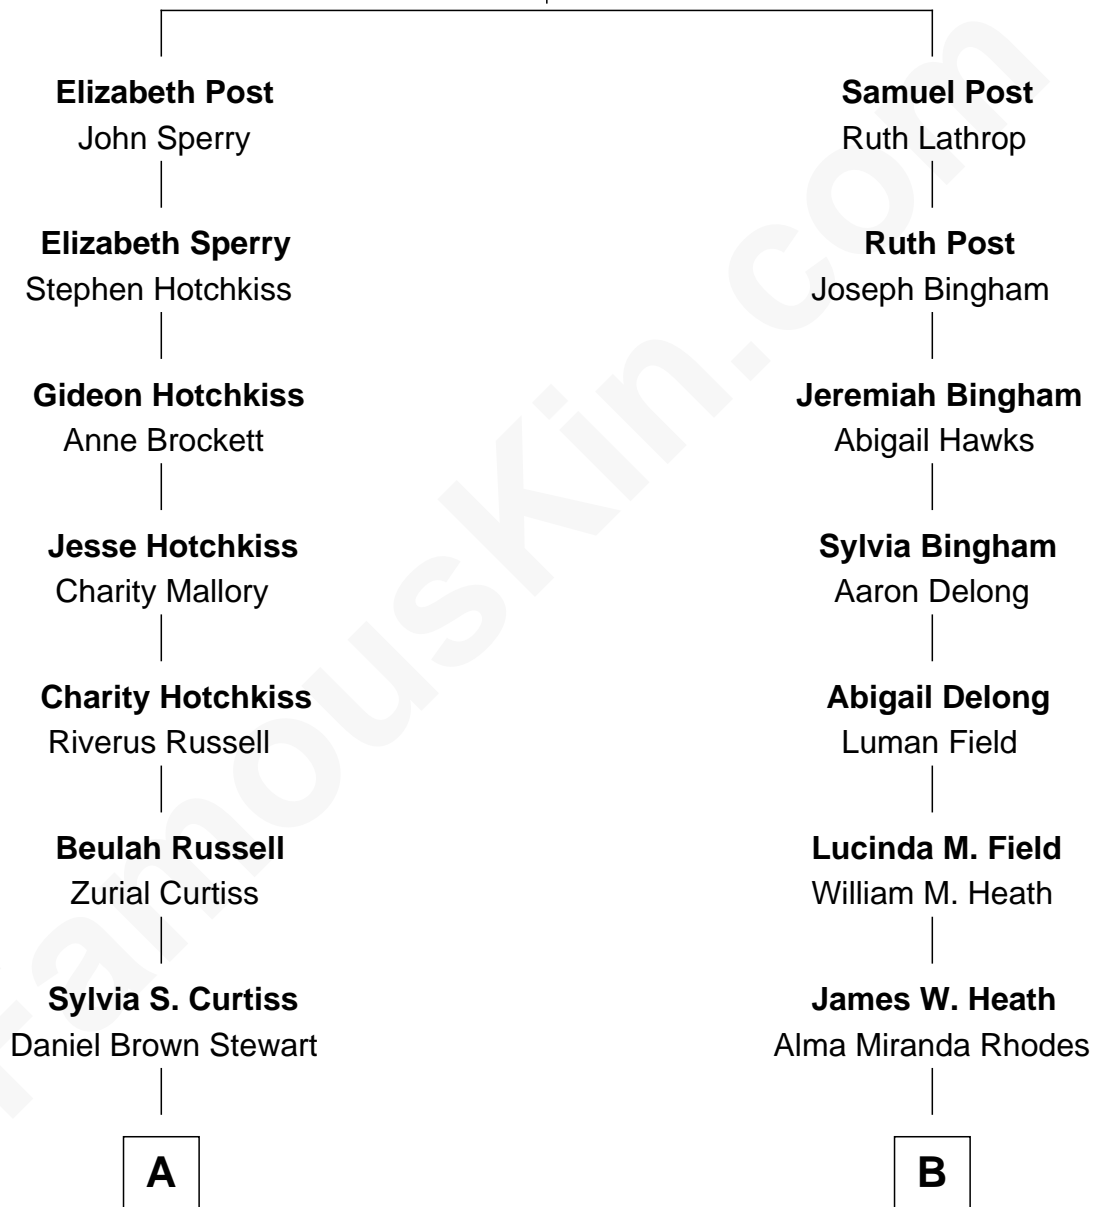 Elizabeth Post
John Sperry
Elizabeth Sperry
Stephen Hotchkiss
Gideon Hotchkiss
Anne Brockett
Jesse Hotchkiss
Charity Mallory
Charity Hotchkiss
Riverus Russell
Beulah Russell
Zurial Curtiss
Sylvia S. Curtiss
Daniel Brown Stewart
A
Samuel Post
Ruth Lathrop
Ruth Post
Joseph Bingham
Jeremiah Bingham
Abigail Hawks
Sylvia Bingham
Aaron Delong
Abigail Delong
Luman Field
Lucinda M. Field
William M. Heath
James W. Heath
Alma Miranda Rhodes
B
FamousKin.com